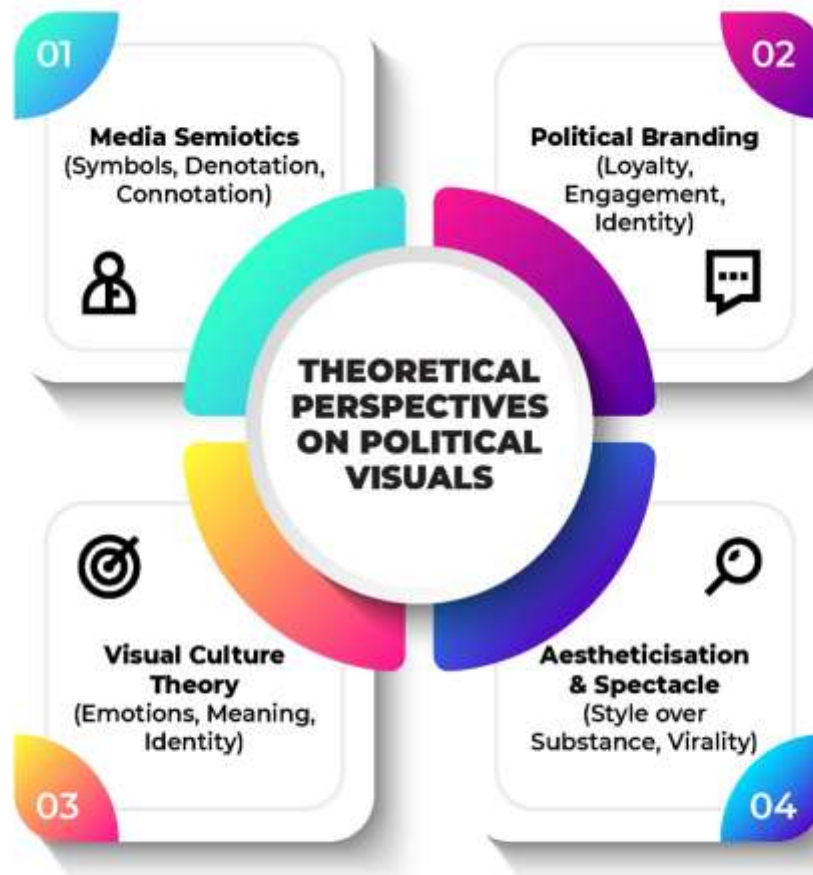 01
Media Semiotics
(Symbols, Denotation,
Connotation)
02
Political Branding
(Loyalty,
Engagement,
Identity)
THEORETICAL
PERSPECTIVES
ON POLITICAL
VISUALS
Visual Culture
Theory
(Emotions, Meaning,
Identity)
03
Aestheticisation
& Spectacle
(Style over
Substance, Virality)
04